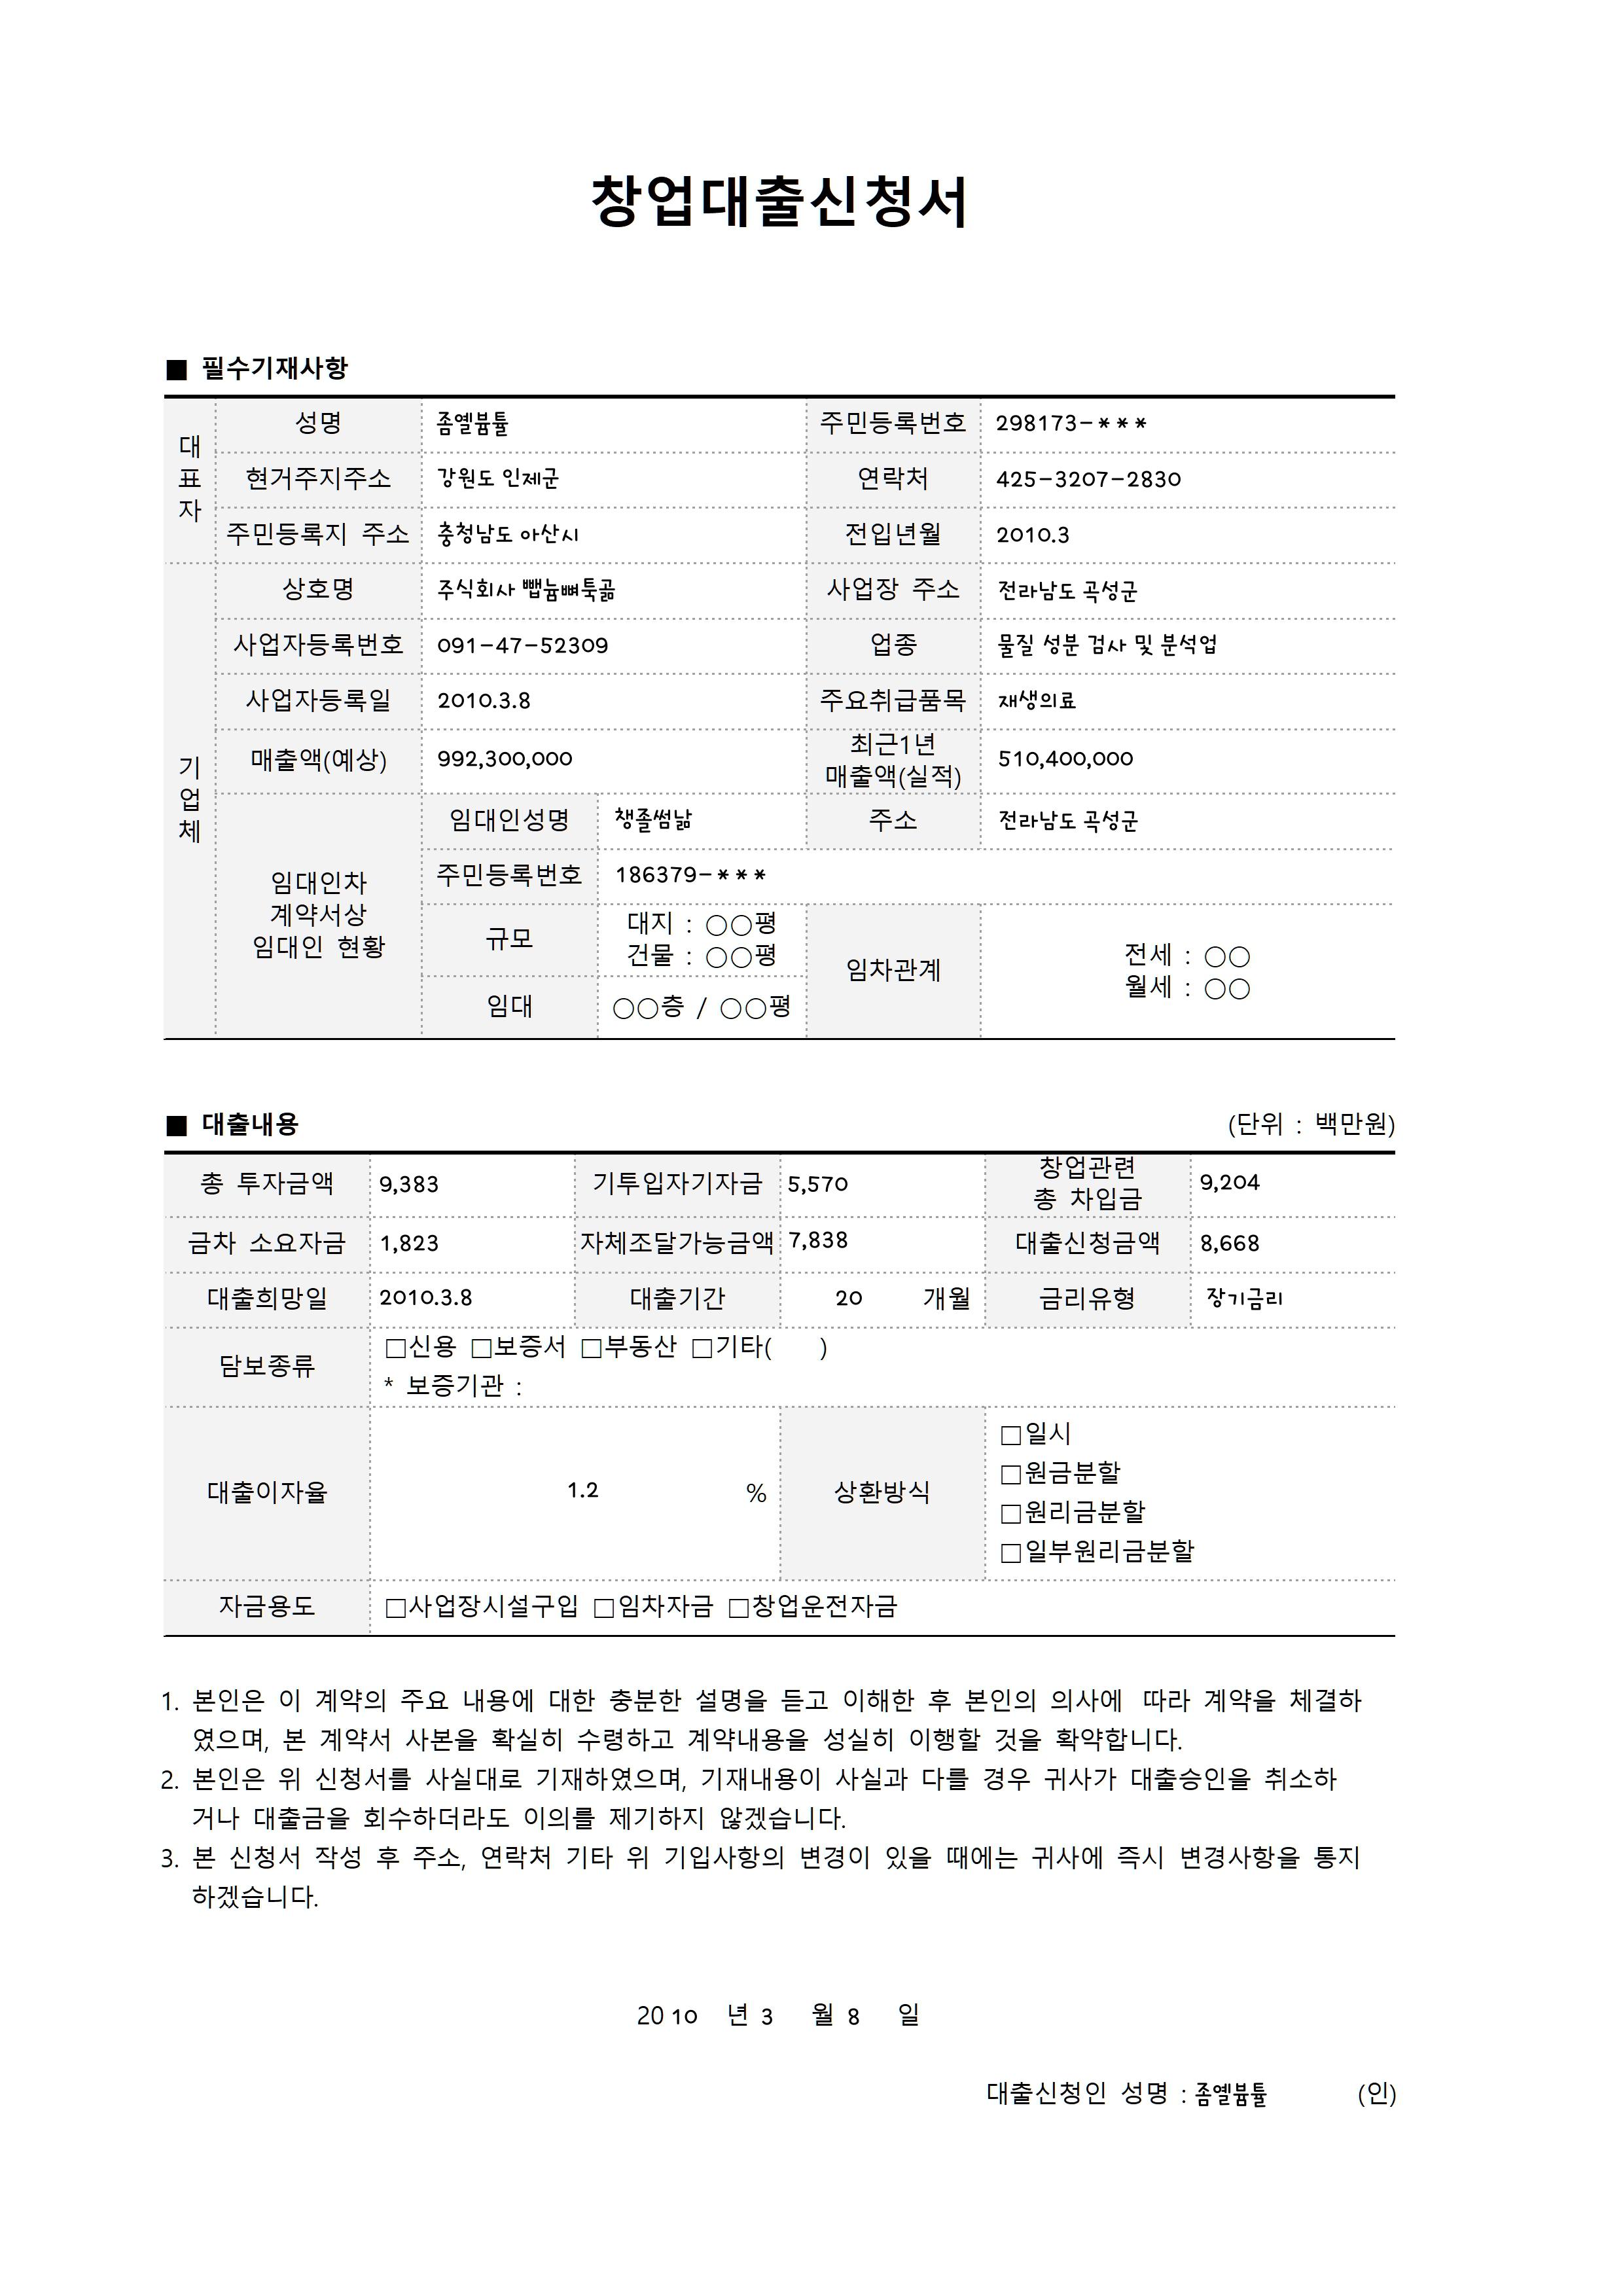 창업대출신청서
■ 필수기재사항
대표자
성명 좀옐뷺튤 주민등록번호 298173-***
현거주지주소 강원도 인제군 연락처 425-3207-2830
주민등록지 주소 충청남도 아산시 전입년월 2010.3
기업체
상호명 주식회사 뺍늄뼈툭곪 사업장 주소 전라남도 곡성군
사업자등록번호 091-47-52309 업종 물질 성분 검사 및 분석업
사업자등록일 2010.3.8 주요취급품목 재생의료
매출액(예상) 992,300,000 최근1년 매출액(실적) 510,400,000
임대인차
계약서상
임대인 현황
임대인성명 챙졸썸낢 주소 전라남도 곡성군
주민등록번호 186379-***
규모 대지 : ○○평
건물 : ○○평
임대 ○○층 / ○○평
임차관계 전세 : ○○
월세 : ○○
■ 대출내용 (단위 : 백만원)
총 투자금액 9,383 기투입자기자금 5,570 창업관련 총 차입금 9,204
금차 소요자금 1,823 자체조달가능금액 7,838 대출신청금액 8,668
대출희망일 2010.3.8 대출기간 20 개월 금리유형 장기금리
담보종류 □신용 □보증서 □부동산 □기타( )
* 보증기관 :
대출이자율 1.2 % 상환방식
□일시
□원금분할
□원리금분할
□일부원리금분할
자금용도 □사업장시설구입 □임차자금 □창업운전자금
1. 본인은 이 계약의 주요 내용에 대한 충분한 설명을 듣고 이해한 후 본인의 의사에 따라 계약을 체결하
였으며, 본 계약서 사본을 확실히 수령하고 계약내용을 성실히 이행할 것을 확약합니다.
2. 본인은 위 신청서를 사실대로 기재하였으며, 기재내용이 사실과 다를 경우 귀사가 대출승인을 취소하
거나 대출금을 회수하더라도 이의를 제기하지 않겠습니다.
3. 본 신청서 작성 후 주소, 연락처 기타 위 기입사항의 변경이 있을 때에는 귀사에 즉시 변경사항을 통지
하겠습니다.
2010 년 3 월 8 일
대출신청인 성명 : 좀옐뷺튤 (인)